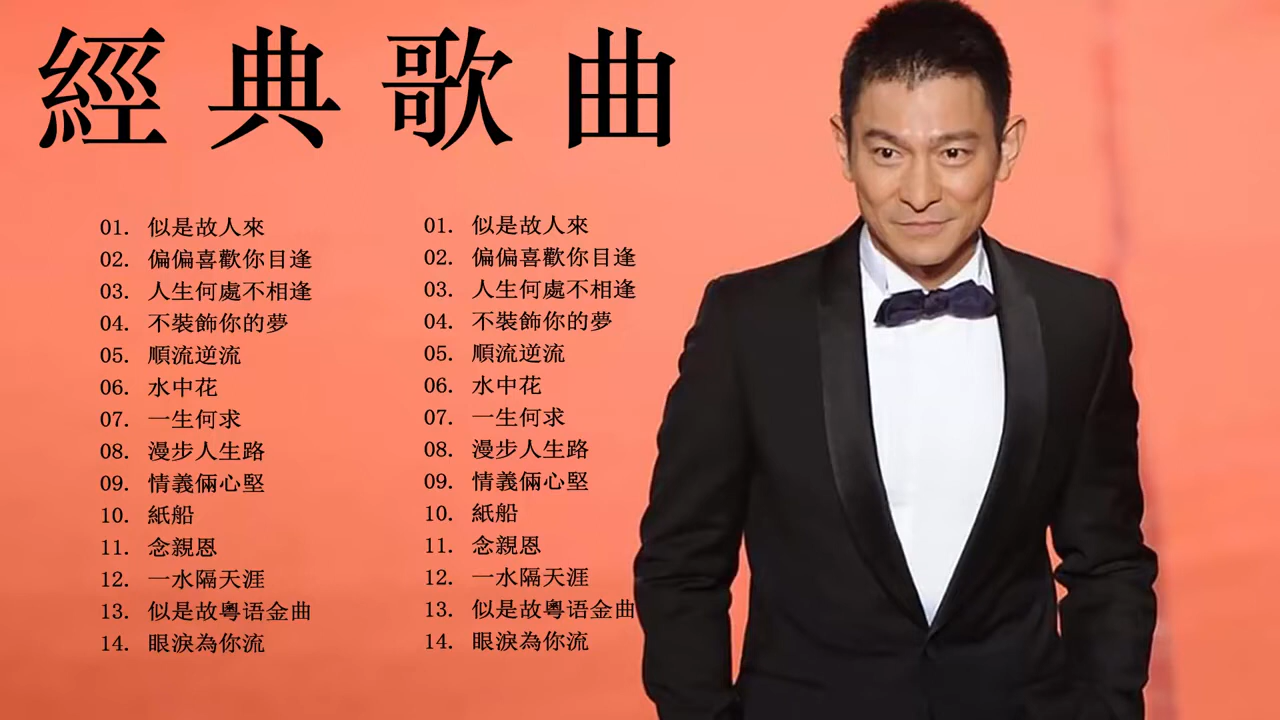 經典歌曲
01. 似是故人來
02. 偏偏喜歡你目逢
03. 人生何處不相逢
04. 不裝飾你的夢
05. 順流逆流
06. 水中花
07. 一生何求
08. 漫步人生路
09. 情義倆心堅
10. 紙船
11. 念親恩
12. 一水隔天涯
13. 似是故粵语金曲
14. 眼淚為你流
01. 似是故人來
02. 偏偏喜歡你目逢
03. 人生何處不相逢
04. 不裝飾你的夢
05. 順流逆流
06. 水中花
07. 一生何求
08. 漫步人生路
09. 情義倆心堅
10. 紙船
11. 念親恩
12. 一水隔天涯
13. 似是故粵语金曲
14. 眼淚為你流